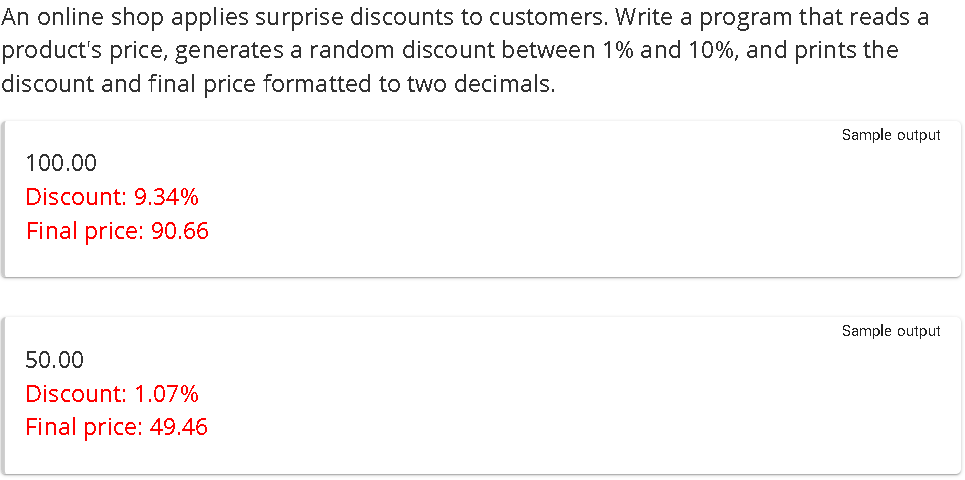 An online shop applies surprise discounts to customers. Write a program that reads a
product's price, generates a random discount between 1% and 10%, and prints the
discount and final price formatted to two decimals.
Sample output
100.00
Discount: 9.34%
Final price: 90.66
Sample output
50.00
Discount: 1.07%
Final price: 49.46